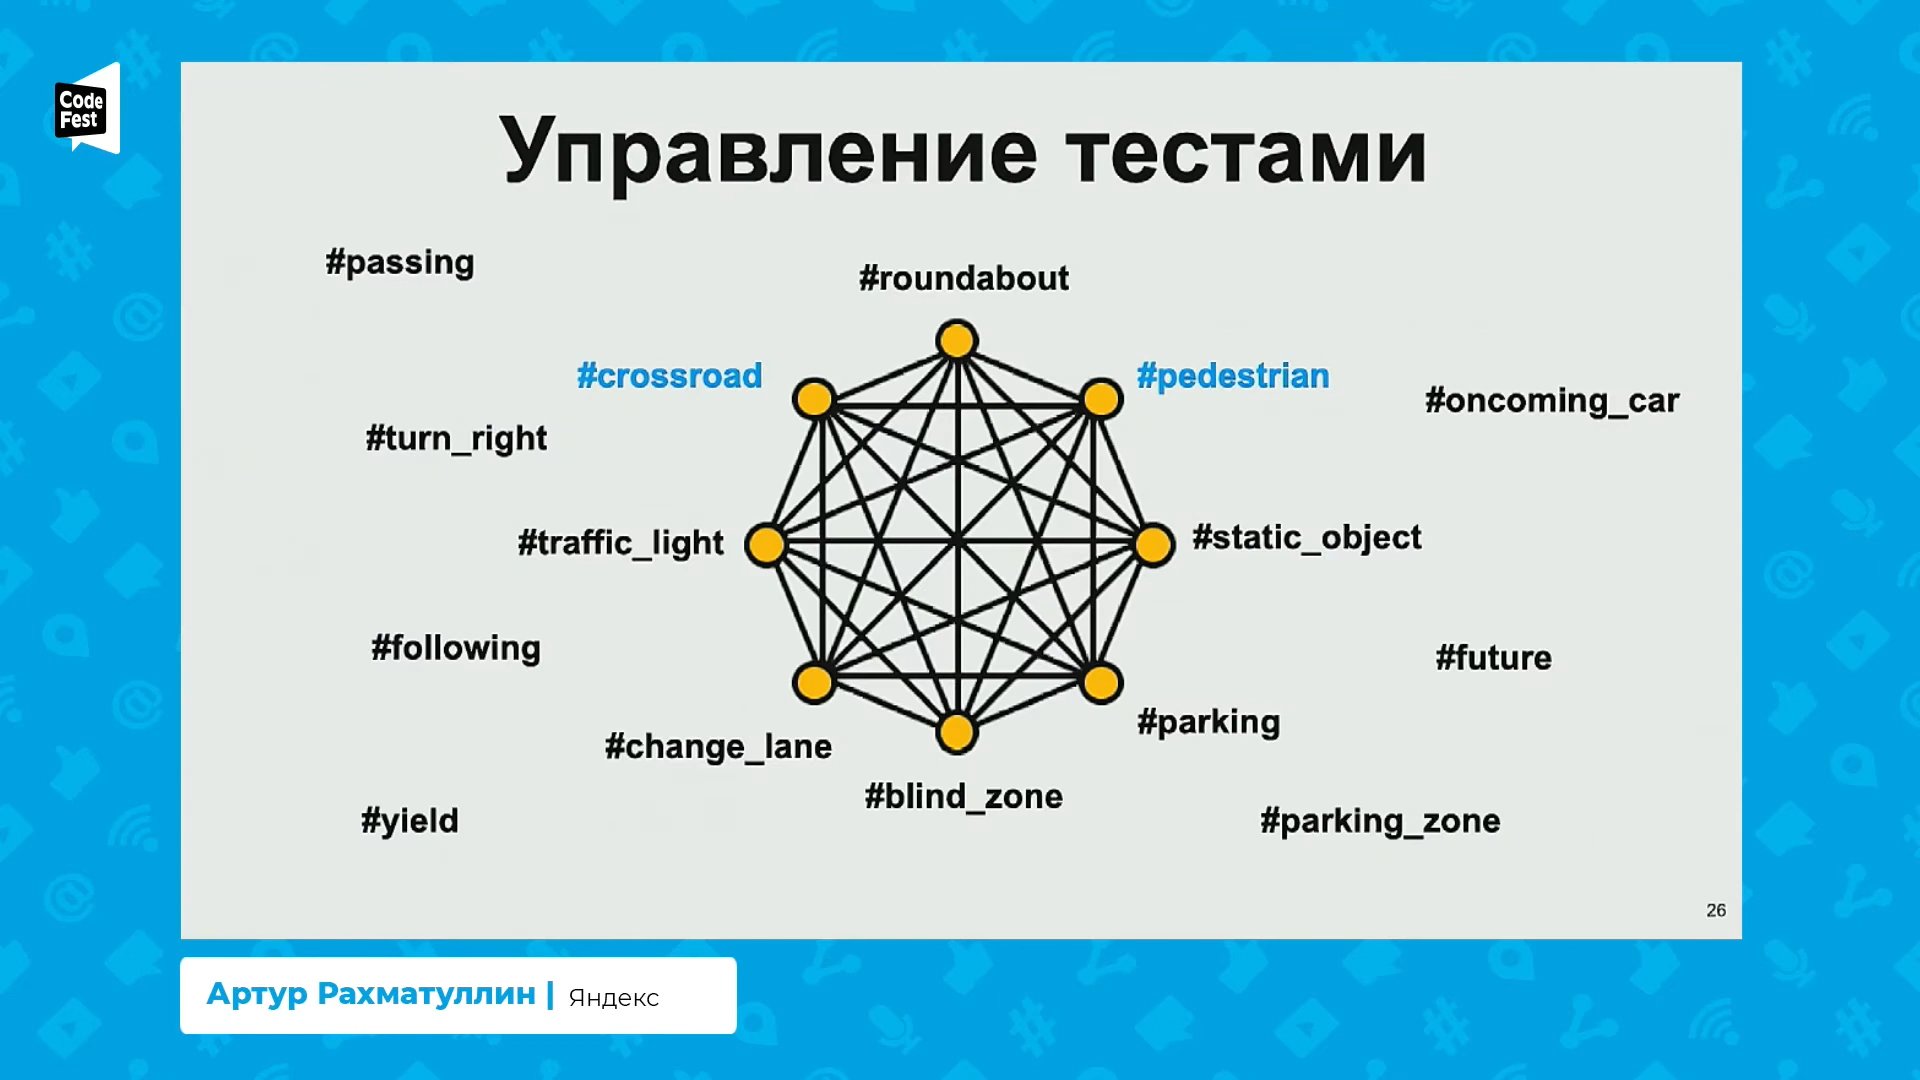 Code
Fest
Управление тестами
#passing
#roundabout
#crossroad
#pedestrian
#oncoming_car
#turn_right
#traffic_light
#static_object
#following
#future
#parking
#change_lane
#blind_zone
#yield
#parking_zone
26
Артур Рахматуллин | Яндекс